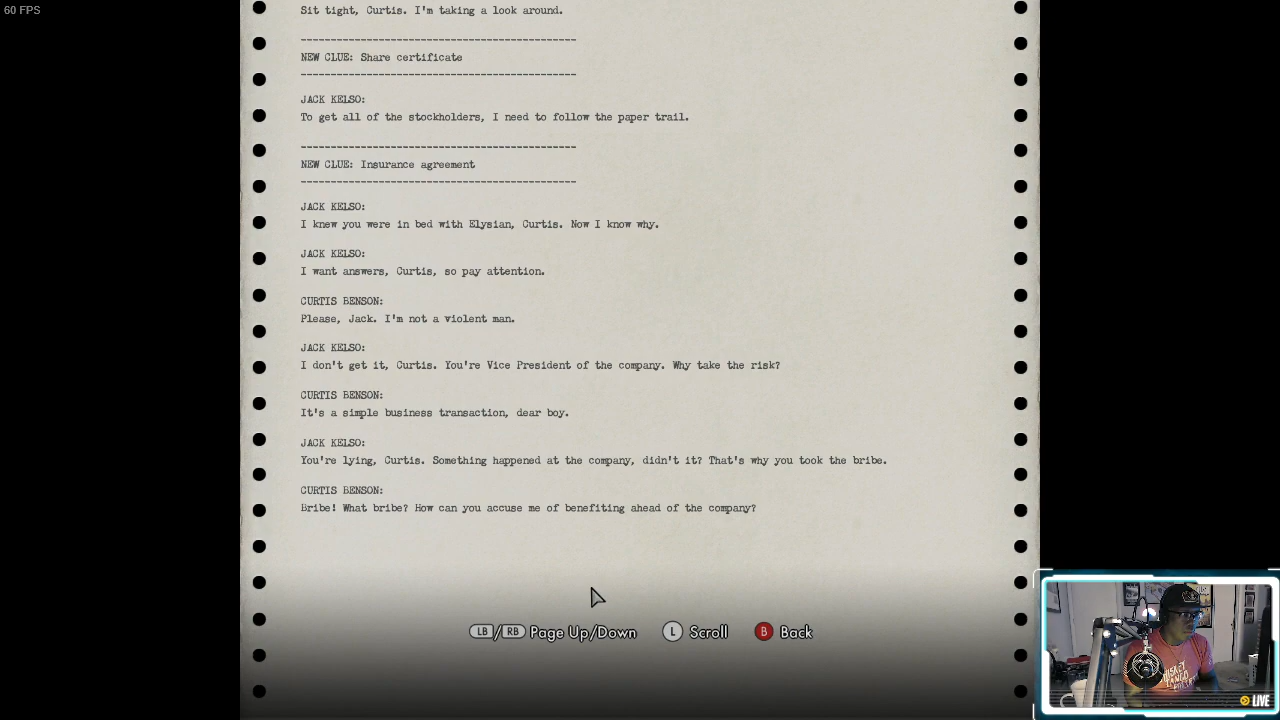 60 FPS
Sit tight, Curtis. I'm taking a look around.
----------------------------------------------
NEW CLUE: Share certificate
----------------------------------------------
JACK KELSO:
To get all of the stockholders, I need to follow the paper trail.
----------------------------------------------
NEW CLUE: Insurance agreement
----------------------------------------------
JACK KELSO:
I knew you were in bed with Elysian, Curtis. Now I know why.
JACK KELSO:
I want answers, Curtis, so pay attention.
CURTIS BENSON:
Please, Jack. I'm not a violent man.
JACK KELSO:
I don't get it, Curtis. You're Vice President of the company. Why take the risk?
CURTIS BENSON:
It's a simple business transaction, dear boy.
JACK KELSO:
You're lying, Curtis. Something happened at the company, didn't it? That's why you took the bribe.
CURTIS BENSON:
Bribe! What bribe? How can you accuse me of benefiting ahead of the company?
LB/RB Page Up/Down L Scroll B Back
LIVE